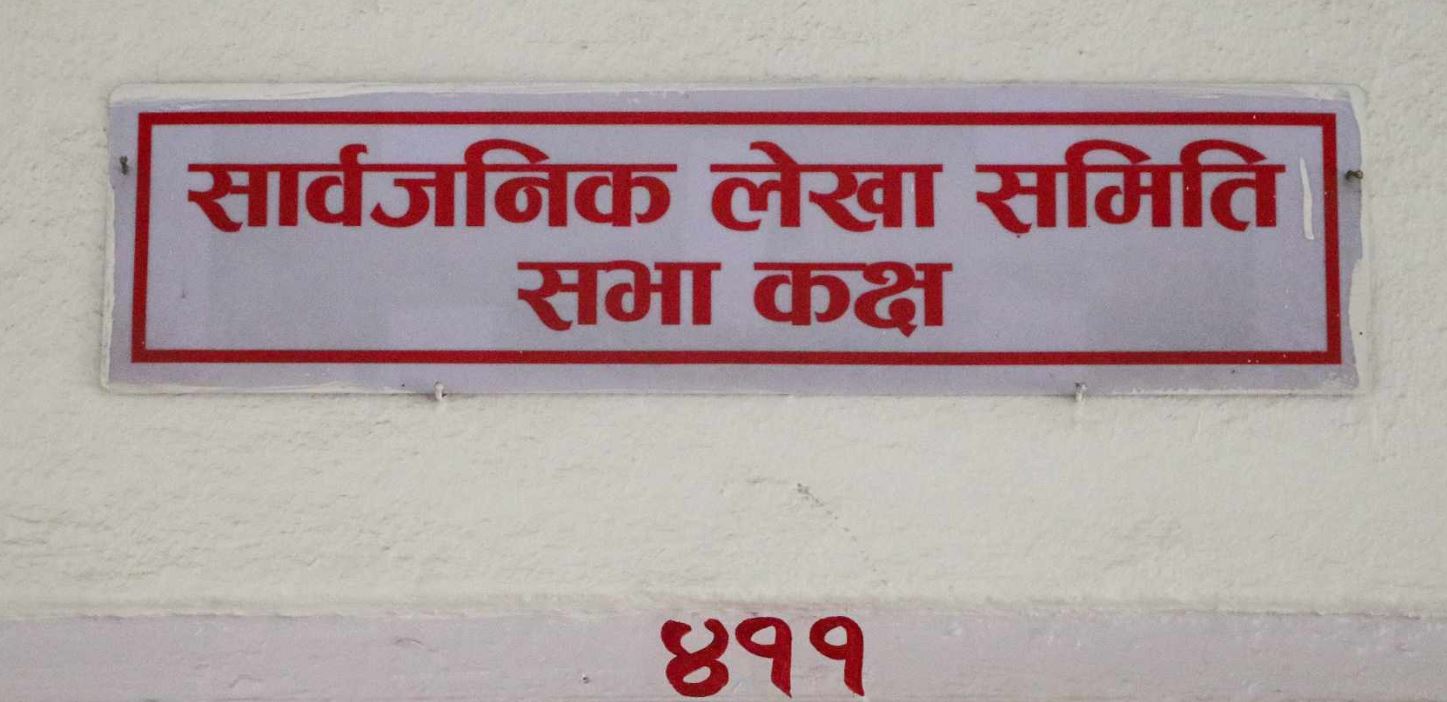 सार्वजनिक लेखा समिति
सभा कक्ष
४११